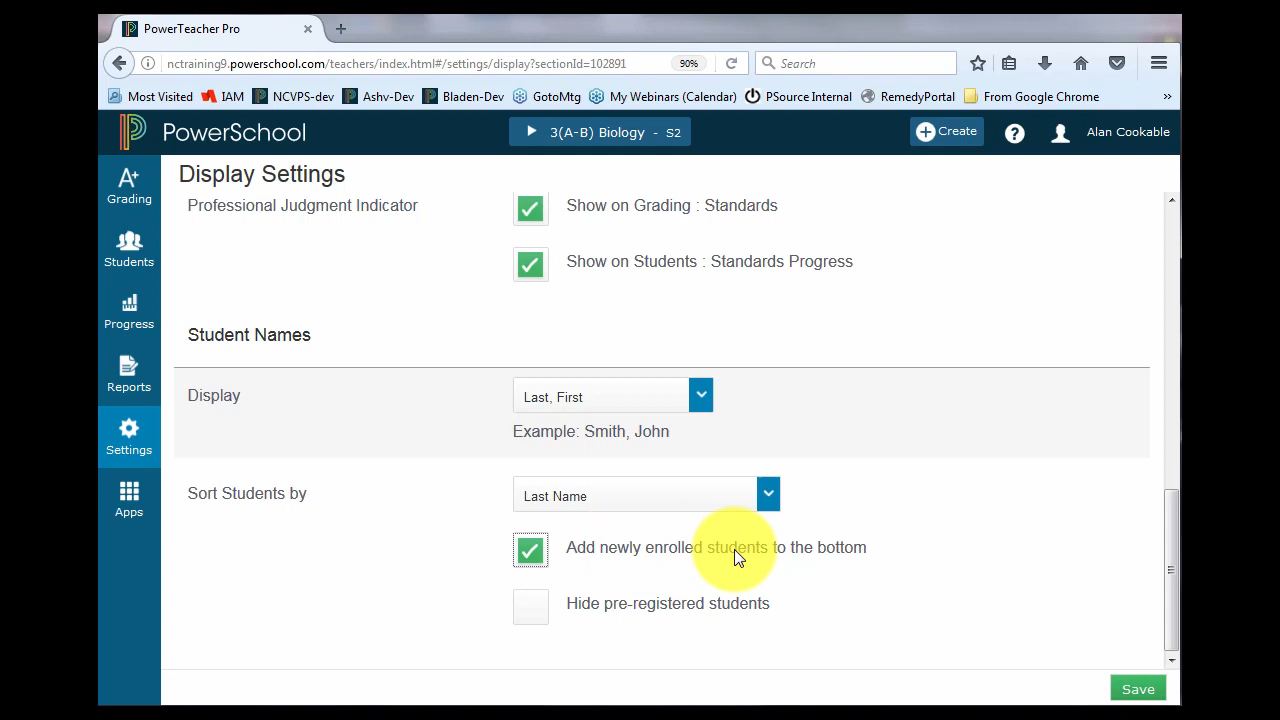 PowerTeacher Pro
nctraining9.powerschool.com/teachers/index.html#/settings/display?sectionId=102891
90%
Search
Most Visited
IAM
NCVPS-dev
Ashv-Dev
Bladen-Dev
GotoMtg
My Webinars (Calendar)
PSource Internal
RemedyPortal
From Google Chrome
»
PowerSchool
3(A-B) Biology - S2
Create
?
Alan Cookable
A+
Grading
Students
Progress
Reports
Settings
Apps
Display Settings
Professional Judgment Indicator
Show on Grading : Standards
Show on Students : Standards Progress
Student Names
Display
Last, First
Example: Smith, John
Sort Students by
Last Name
Add newly enrolled students to the bottom
Hide pre-registered students
Save